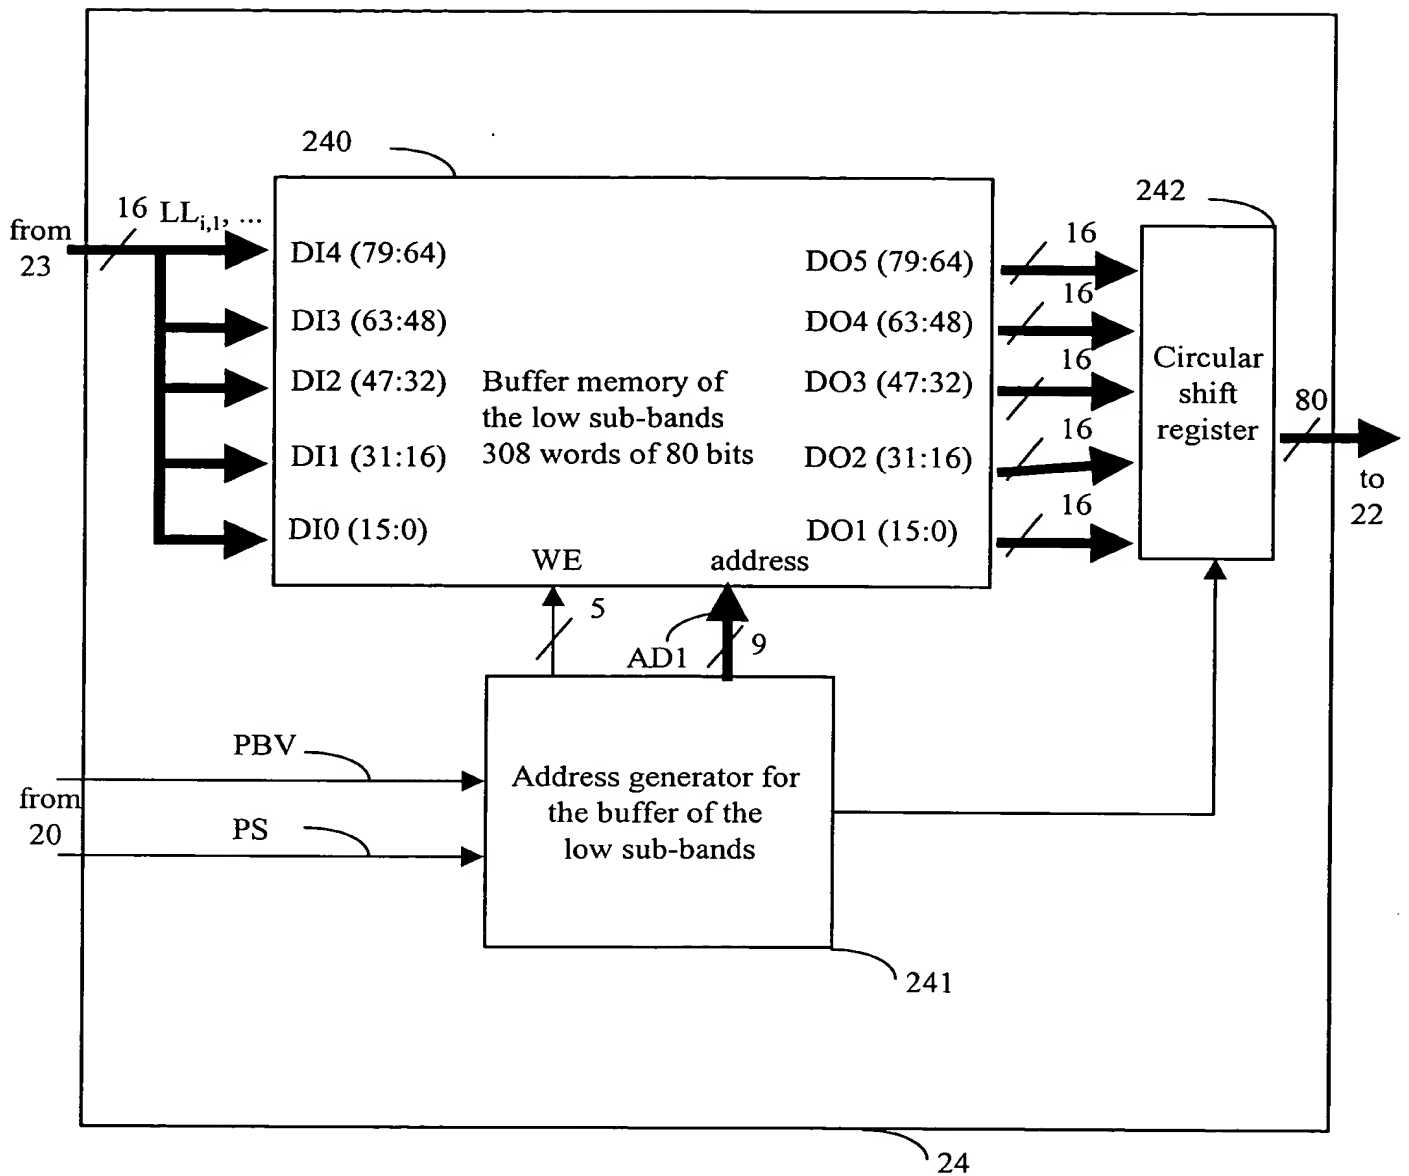 240
242
16 LL_{i,1}, ...
from
23
DI4 (79:64)
DI3 (63:48)
DI2 (47:32)
DI1 (31:16)
DI0 (15:0)
Buffer memory of
the low sub-bands
308 words of 80 bits
DO5 (79:64)
DO4 (63:48)
DO3 (47:32)
DO2 (31:16)
DO1 (15:0)
16
16
16
16
16
Circular
shift
register
80
to
22
WE
address
5
AD1
9
PBV
from
20
PS
Address generator for
the buffer of the
low sub-bands
241
24